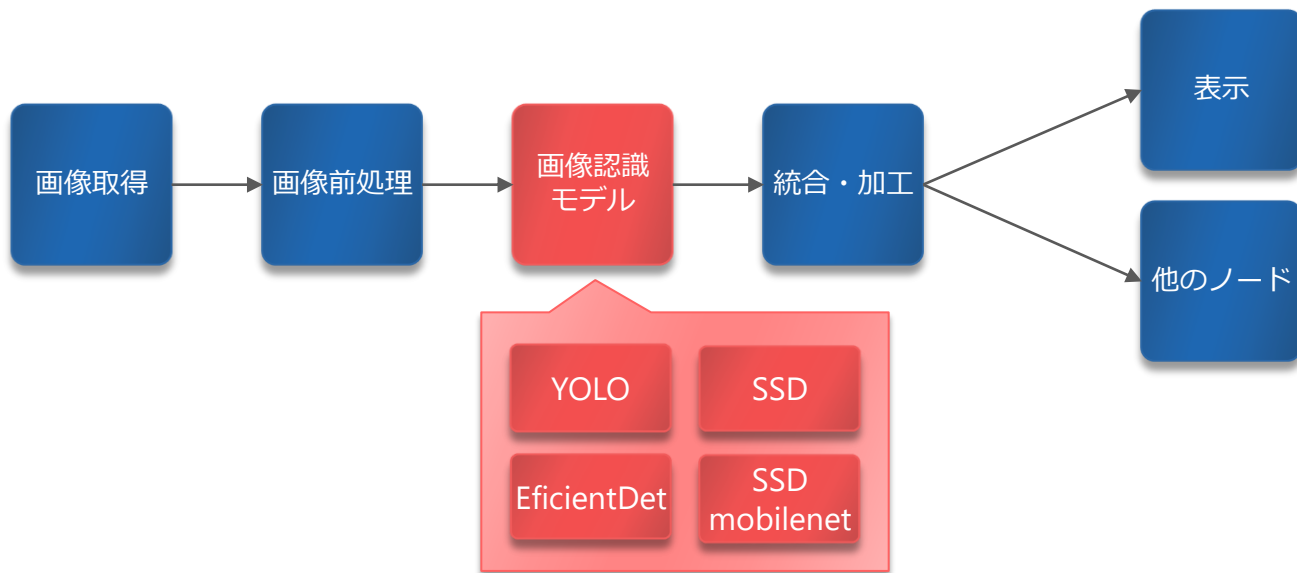 画像取得
画像前処理
画像認識
モデル
統合・加工
表示
他のノード
YOLO
SSD
EficientDet
SSD
mobilenet